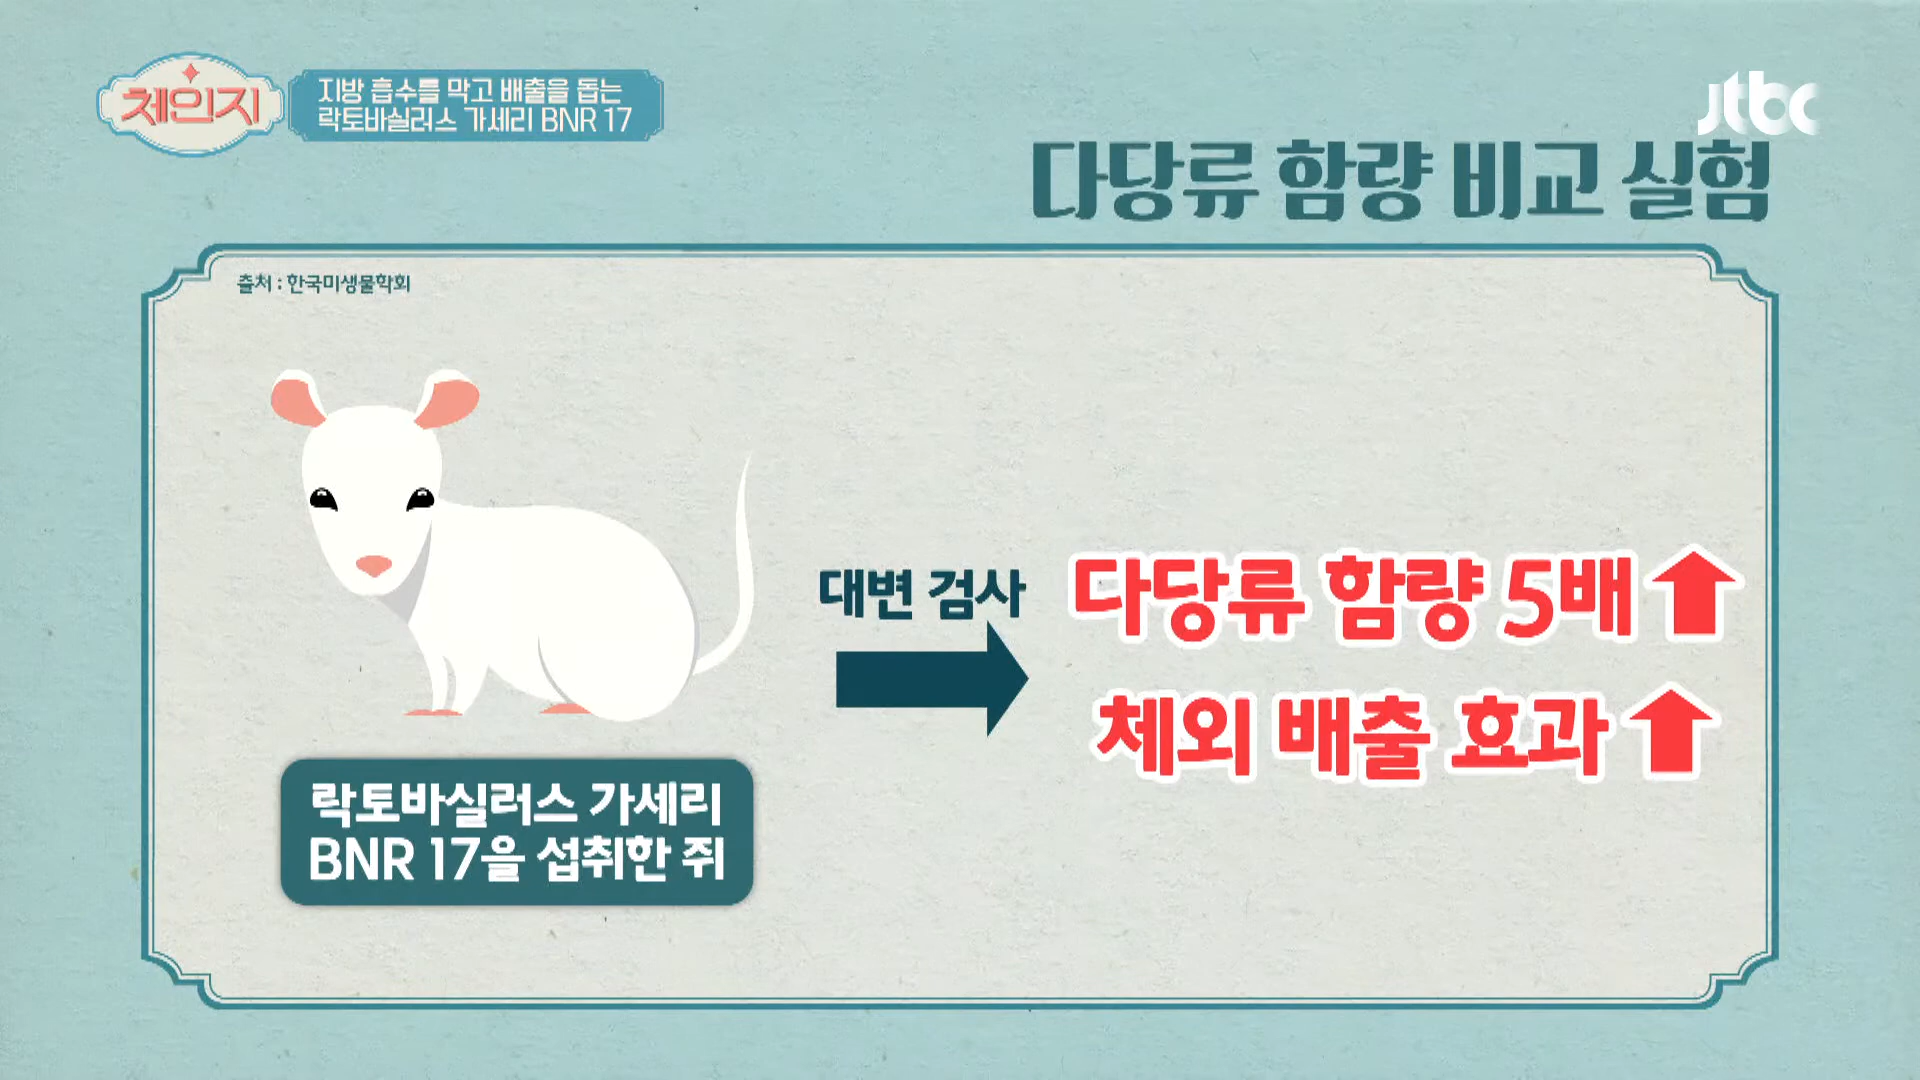 체인지
지방 흡수를 막고 배출을 돕는
락토바실러스 가세리 BNR 17
jtbc
다당류 함량 비교 실험
출처 : 한국미생물학회
대변 검사
다당류 함량 5배
체외 배출 효과
락토바실러스 가세리
BNR 17을 섭취한 쥐